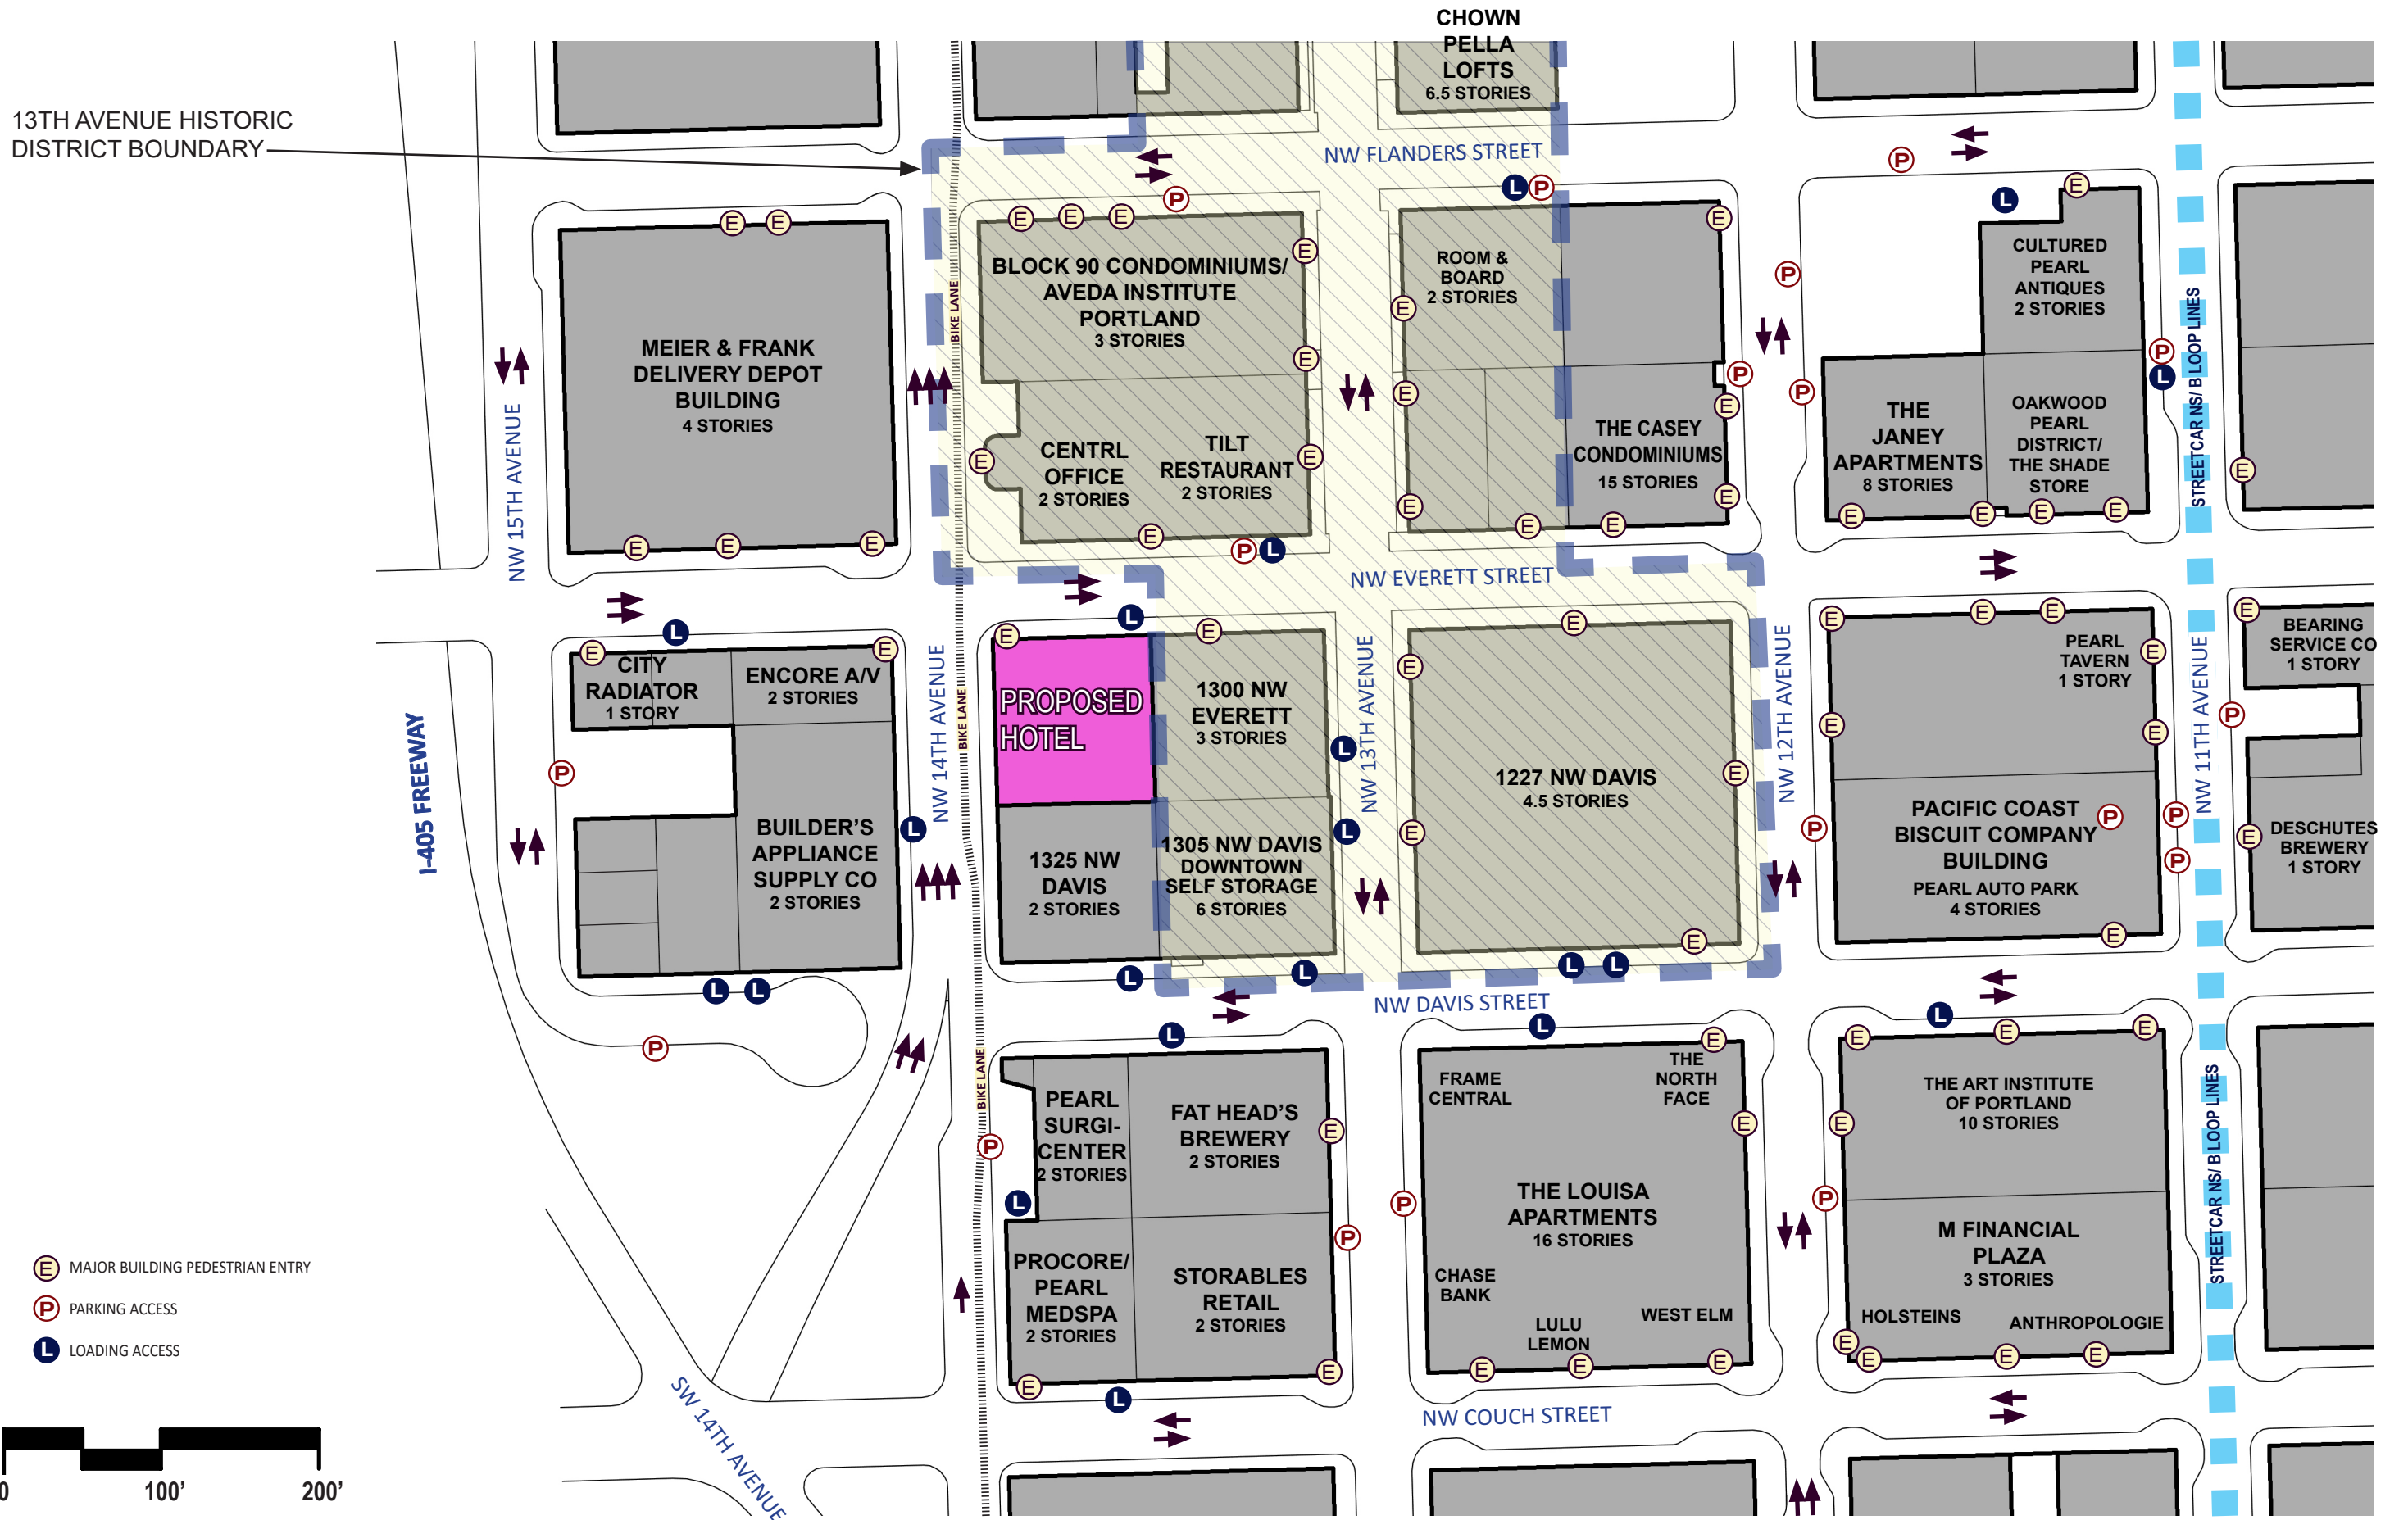 CHOWN
PELLA
LOFTS
6.5 STORIES
13TH AVENUE HISTORIC
DISTRICT BOUNDARY
NW FLANDERS STREET
P
L P
P
L
E
E E
E E E
E
E
E
BLOCK 90 CONDOMINIUMS/
AVEDA INSTITUTE
PORTLAND
3 STORIES
ROOM &
BOARD
2 STORIES
CULTURED
PEARL
ANTIQUES
2 STORIES
MEIER & FRANK
DELIVERY DEPOT
BUILDING
4 STORIES
BIKE LANE
STREETCAR NS/ B LOOP LINES
P
E
E
E
P
P
P
L
E
E
NW 15TH AVENUE
CENTRL
OFFICE
2 STORIES
TILT
RESTAURANT
2 STORIES
THE CASEY
CONDOMINIUMS
15 STORIES
THE
JANEY
APARTMENTS
8 STORIES
OAKWOOD
PEARL
DISTRICT/
THE SHADE
STORE
E
E
E
E
E
E E E
E
P L
E
E
E
E
E
E
E
NW EVERETT STREET
L
L
E
E
E
E
E
E
E
E
E
E
CITY
RADIATOR
1 STORY
ENCORE A/V
2 STORIES
PROPOSED
HOTEL
1300 NW
EVERETT
3 STORIES
PEARL
TAVERN
1 STORY
BEARING
SERVICE CO
1 STORY
E
E
E
E
P
P
L
E
I-405 FREEWAY
NW 14TH AVENUE
BIKE LANE
NW 13TH AVENUE
NW 12TH AVENUE
NW 11TH AVENUE
1227 NW DAVIS
4.5 STORIES
BUILDER'S
APPLIANCE
SUPPLY CO
2 STORIES
1325 NW
DAVIS
2 STORIES
1305 NW DAVIS
DOWNTOWN
SELF STORAGE
6 STORIES
PACIFIC COAST
BISCUIT COMPANY
BUILDING
PEARL AUTO PARK
4 STORIES
DESCHUTES
BREWERY
1 STORY
L
L
E
P
P
P
P
E
E
E
L L
L
L
L L
NW DAVIS STREET
P
L
L
L
E
E
E
E
BIKE LANE
PEARL
SURGI-
CENTER
2 STORIES
FAT HEAD'S
BREWERY
2 STORIES
FRAME
CENTRAL
THE
NORTH
FACE
THE ART INSTITUTE
OF PORTLAND
10 STORIES
STREETCAR NS/ B LOOP LINES
P
E
E
E
L
P
P
P
THE LOUISA
APARTMENTS
16 STORIES
PROCORE/
PEARL
MEDSPA
2 STORIES
STORABLES
RETAIL
2 STORIES
CHASE
BANK
LULU
LEMON
WEST ELM
M FINANCIAL
PLAZA
3 STORIES
HOLSTEINS
ANTHROPOLOGIE
E
E
E
E
E
E
E
E
E
E
L
NW COUCH STREET
SW 14TH AVENUE
E MAJOR BUILDING PEDESTRIAN ENTRY
P PARKING ACCESS
L LOADING ACCESS
0 100' 200'